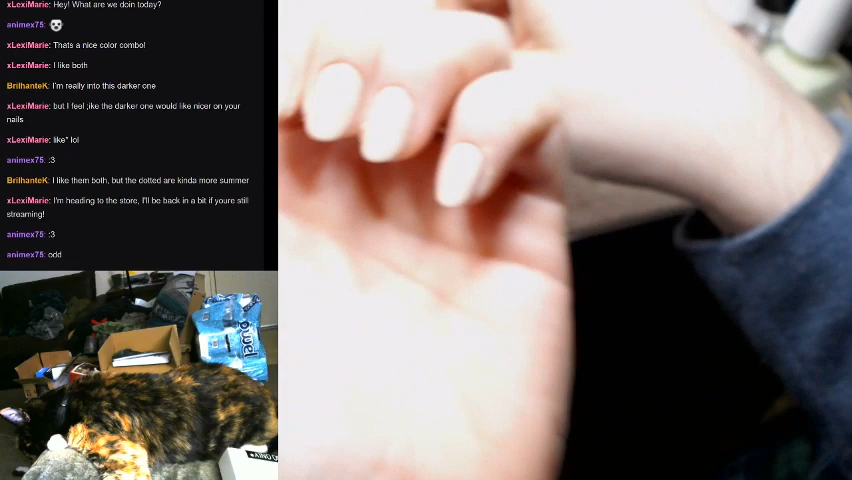 xLexiMarie: Hey! What are we doin today?
animex75:
xLexiMarie: Thats a nice color combo!
xLexiMarie: I like both
BrilhanteK: I'm really into this darker one
xLexiMarie: but I feel ;ike the darker one would like nicer on your
nails
xLexiMarie: like* lol
animex75: :3
BrilhanteK: I like them both, but the dotted are kinda more summer
xLexiMarie: I'm heading to the store, I'll be back in a bit if youre still
streaming!
animex75: :3
animex75: odd